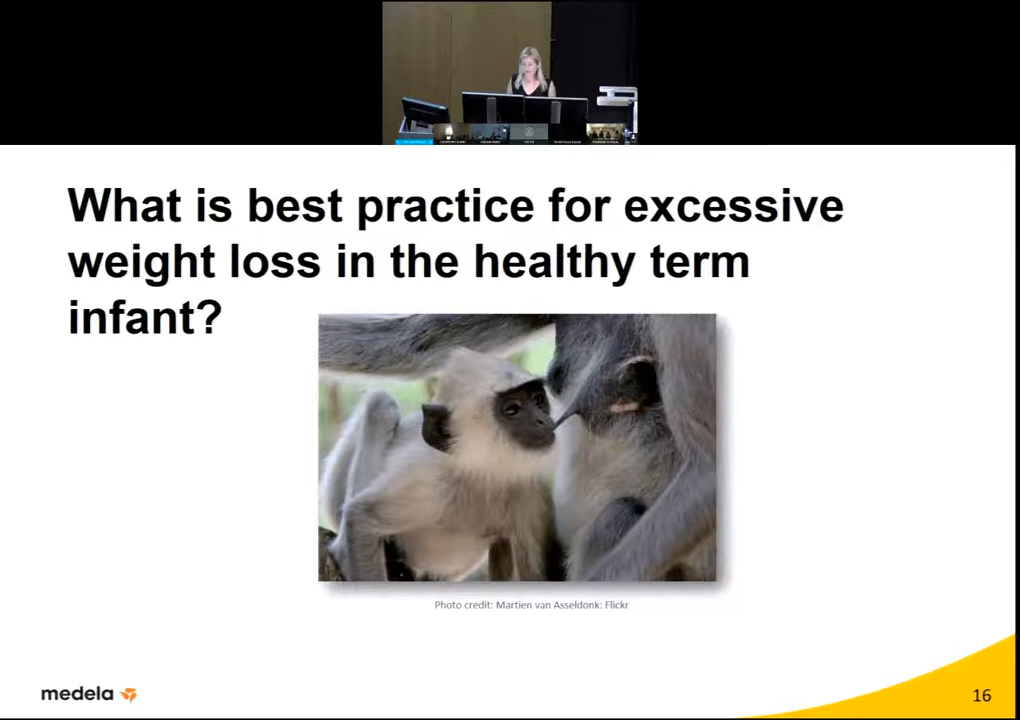 What is best practice for excessive
weight loss in the healthy term
infant?
Photo credit: Martien van Asseldonk: Flickr
medela
16